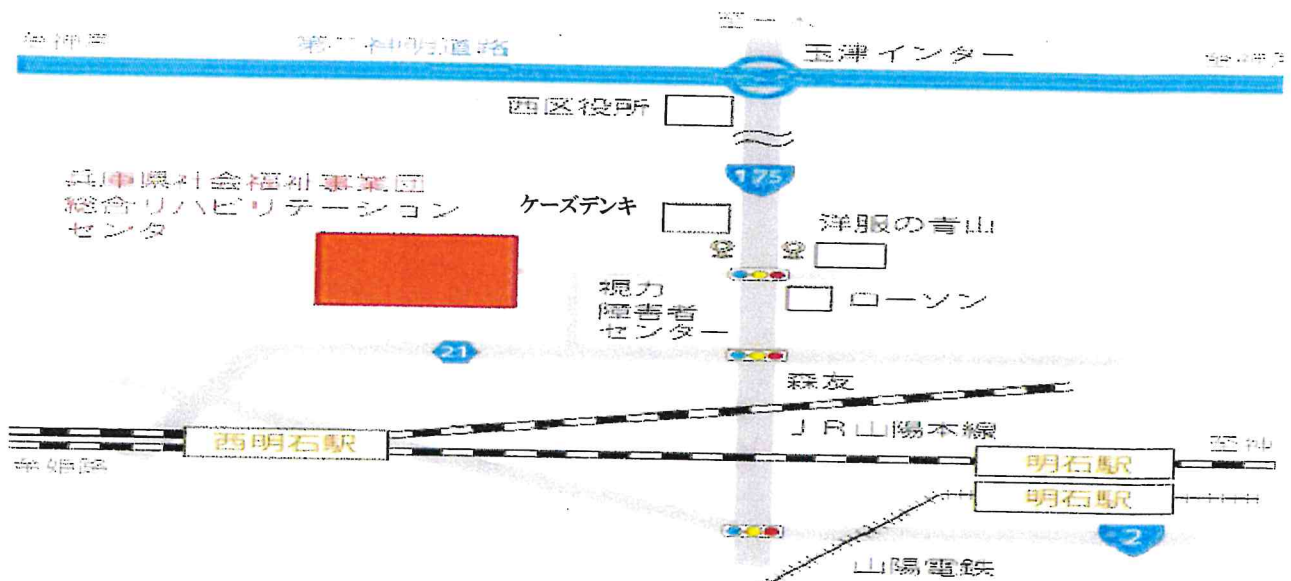 第二神明道路
玉津インター
西区役所
175
兵庫県社会福祉事業団
総合リハビリテーション
センタ
ケーズデンキ
洋服の青山
視力
障害者
センター
ローソン
21
森友
JR山陽本線
西明石駅
明石駅
明石駅
2
山陽電鉄